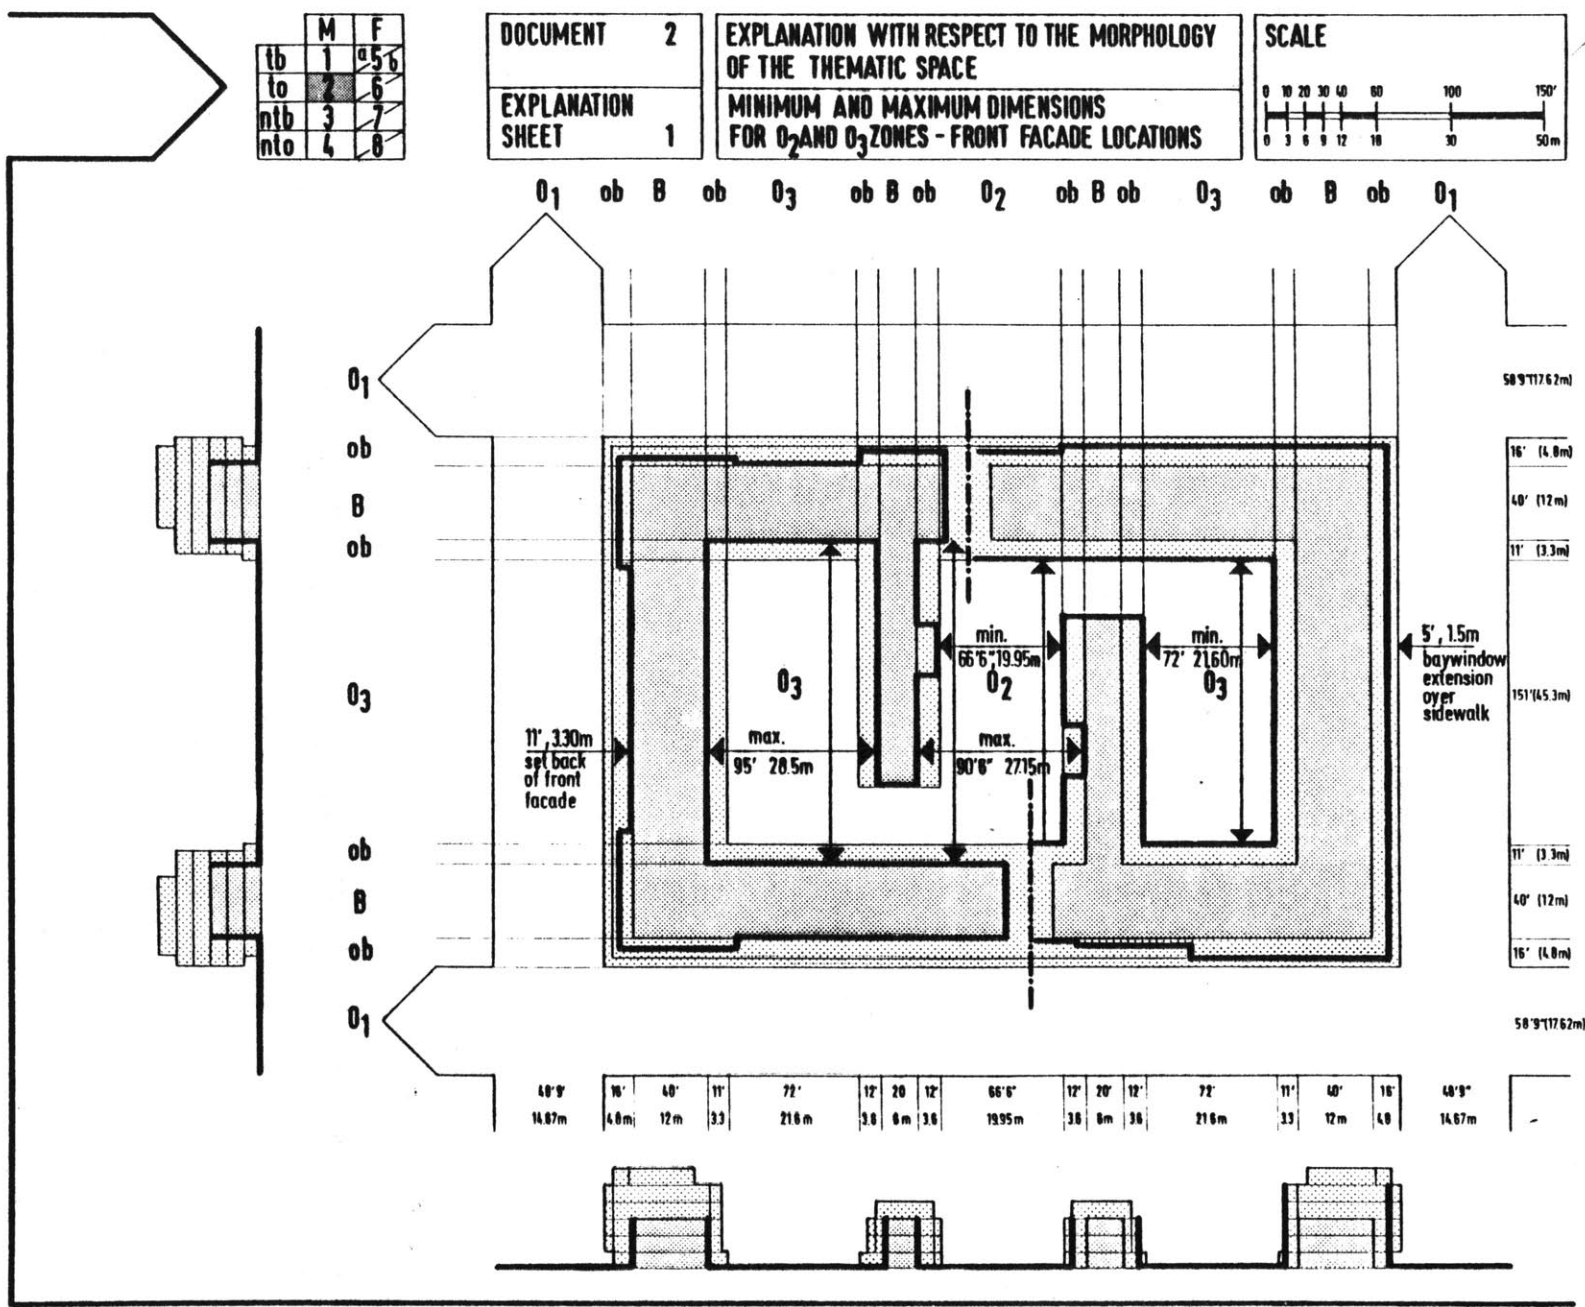 M F
tb 1 a 5 b
to 2 6
ntb 3 7
nto 4 8
DOCUMENT 2
EXPLANATION SHEET 1
EXPLANATION WITH RESPECT TO THE MORPHOLOGY
OF THE THEMATIC SPACE
MINIMUM AND MAXIMUM DIMENSIONS
FOR O2 AND O3 ZONES - FRONT FACADE LOCATIONS
SCALE
0 10 20 30 40 60 100 150'
0 3 6 9 12 18 30 50m
O1 ob B ob O3 ob B ob O2 ob B ob O3 ob B ob O1
O1
ob
B
ob
O3
ob
B
ob
O1
58'9"(17.62m)
16' (4.8m)
40' (12m)
11' (3.3m)
151'(45.3m)
11' (3.3m)
40' (12m)
16' (4.8m)
58'9"(17.62m)
min.
66'6" 19.95m
O2
min.
72' 21.60m
O3
O3
max.
95' 28.5m
max.
90'6" 27.15m
5', 1.5m
baywindow
extension
over
sidewalk
11', 3.30m
set back
of front
facade
48'9' 16' 40' 11' 72' 12' 20 12' 66'6" 12' 20' 12' 72' 11' 40' 16' 48'9"
14.67m 4.8m 12m 3.3 21.6m 3.6 6m 3.6 19.95m 3.6 6m 3.6 21.6m 3.3 12m 4.8 14.67m